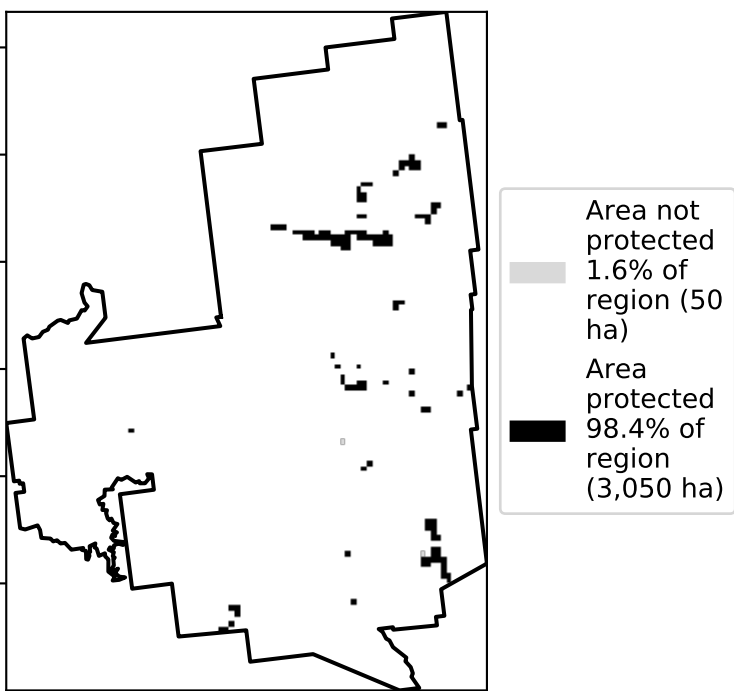 Area not
protected
1.6% of
region (50
ha)
Area
protected
98.4% of
region
(3,050 ha)